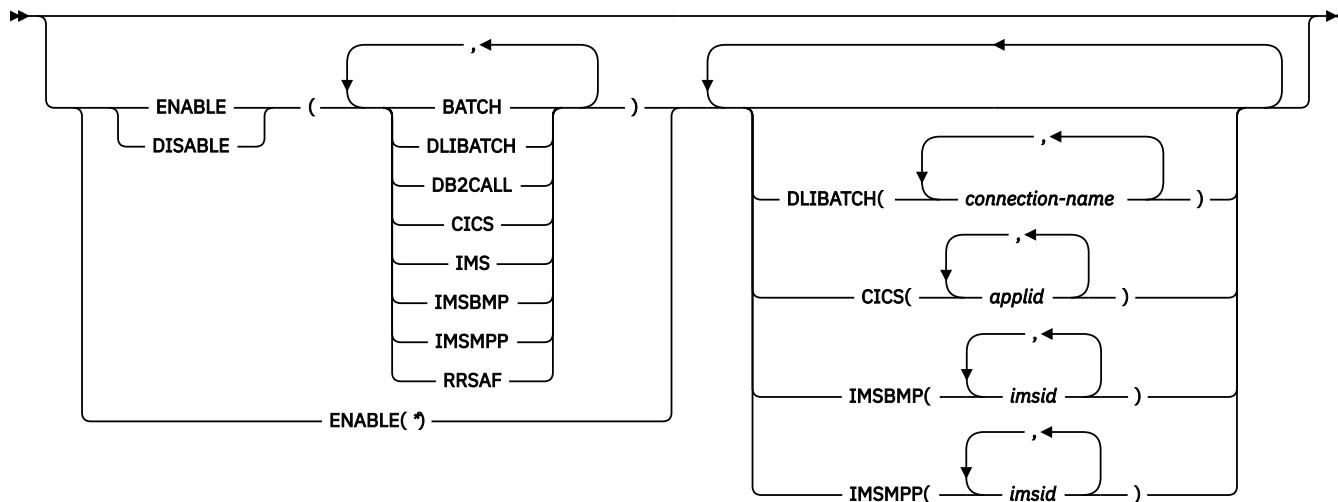 ,
ENABLE ( BATCH )
DISABLE DLIBATCH ,
DB2CALL DLIBATCH( connection-name )
CICS ,
IMS CICS( applid )
IMSBMP ,
IMSMPP IMSBMP( imsid )
RRSAF ,
ENABLE( *) IMSMPP( imsid )